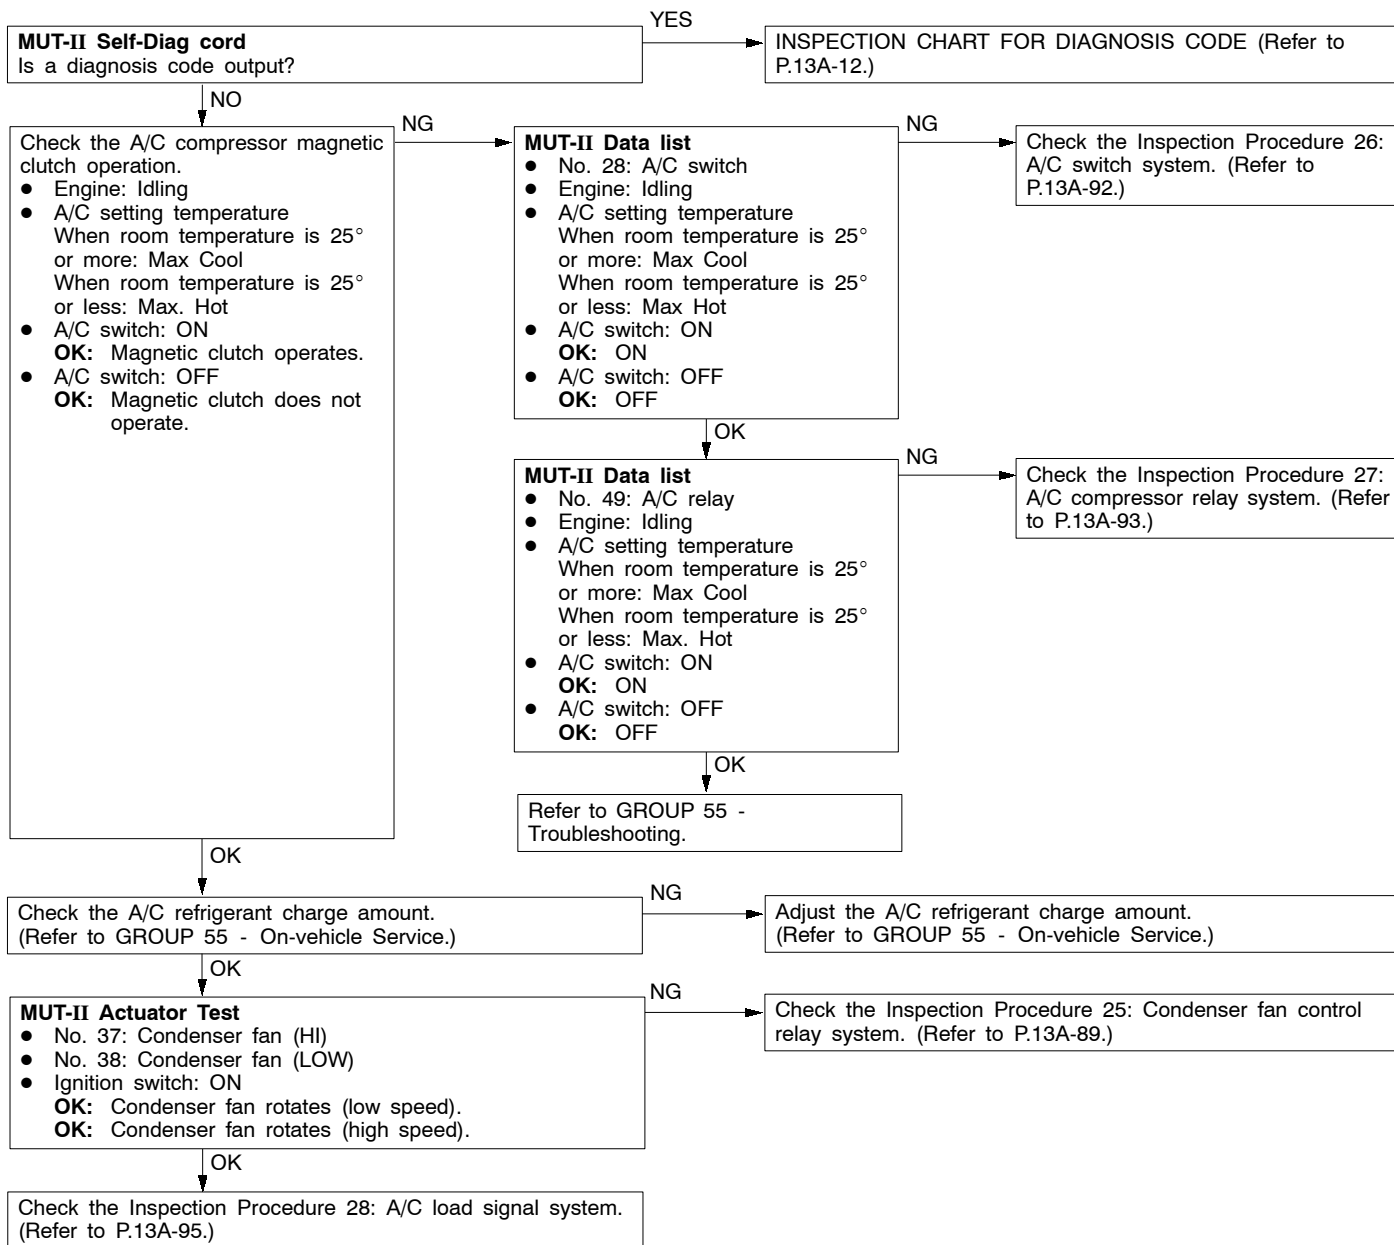 YES
MUT-II Self-Diag cord
Is a diagnosis code output?
INSPECTION CHART FOR DIAGNOSIS CODE (Refer to
P.13A-12.)
NO
Check the A/C compressor magnetic
clutch operation.
● Engine: Idling
● A/C setting temperature
When room temperature is 25°
or more: Max Cool
When room temperature is 25°
or less: Max. Hot
● A/C switch: ON
OK: Magnetic clutch operates.
● A/C switch: OFF
OK: Magnetic clutch does not
operate.
NG
MUT-II Data list
● No. 28: A/C switch
● Engine: Idling
● A/C setting temperature
When room temperature is 25°
or more: Max Cool
When room temperature is 25°
or less: Max Hot
● A/C switch: ON
OK: ON
● A/C switch: OFF
OK: OFF
NG
Check the Inspection Procedure 26:
A/C switch system. (Refer to
P.13A-92.)
OK
MUT-II Data list
● No. 49: A/C relay
● Engine: Idling
● A/C setting temperature
When room temperature is 25°
or more: Max Cool
When room temperature is 25°
or less: Max. Hot
● A/C switch: ON
OK: ON
● A/C switch: OFF
OK: OFF
NG
Check the Inspection Procedure 27:
A/C compressor relay system. (Refer
to P.13A-93.)
OK
Refer to GROUP 55 -
Troubleshooting.
OK
Check the A/C refrigerant charge amount.
(Refer to GROUP 55 - On-vehicle Service.)
NG
Adjust the A/C refrigerant charge amount.
(Refer to GROUP 55 - On-vehicle Service.)
OK
MUT-II Actuator Test
● No. 37: Condenser fan (HI)
● No. 38: Condenser fan (LOW)
● Ignition switch: ON
OK: Condenser fan rotates (low speed).
OK: Condenser fan rotates (high speed).
NG
Check the Inspection Procedure 25: Condenser fan control
relay system. (Refer to P.13A-89.)
OK
Check the Inspection Procedure 28: A/C load signal system.
(Refer to P.13A-95.)